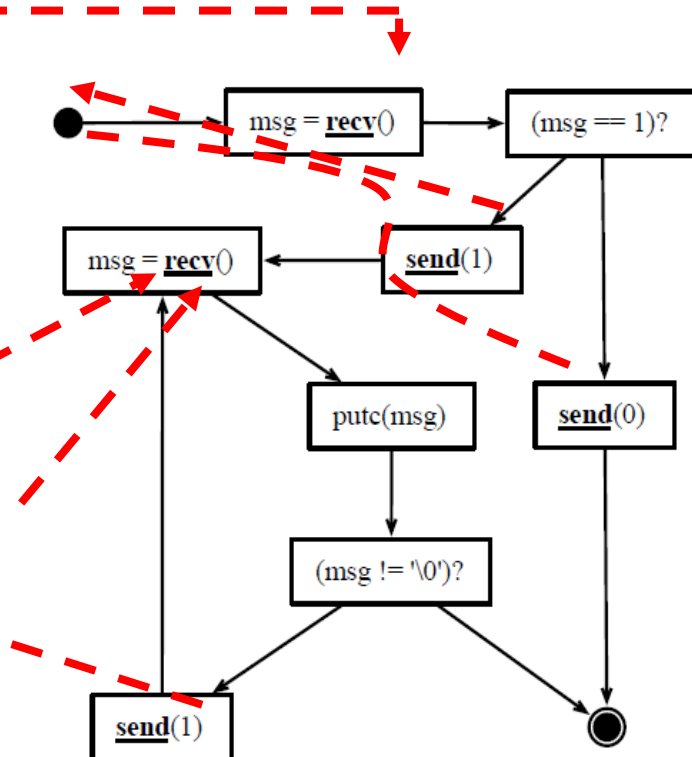 msg = recv()
(msg == 1)?
msg = recv()
send(1)
putc(msg)
send(0)
(msg != '\0')?
send(1)